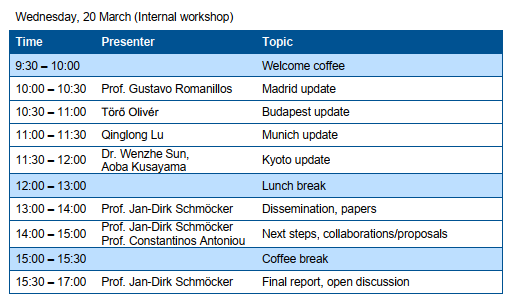 Wednesday, 20 March (Internal workshop)
Time Presenter Topic
9:30 – 10:00 Welcome coffee
10:00 – 10:30 Prof. Gustavo Romanillos Madrid update
10:30 – 11:00 Törő Olivér Budapest update
11:00 – 11:30 Qinglong Lu Munich update
11:30 – 12:00 Dr. Wenzhe Sun, Kyoto update
Aoba Kusayama
12:00 – 13:00 Lunch break
13:00 – 14:00 Prof. Jan-Dirk Schmöcker Dissemination, papers
14:00 – 15:00 Prof. Jan-Dirk Schmöcker Next steps, collaborations/proposals
Prof. Constantinos Antoniou
15:00 – 15:30 Coffee break
15:30 – 17:00 Prof. Jan-Dirk Schmöcker Final report, open discussion